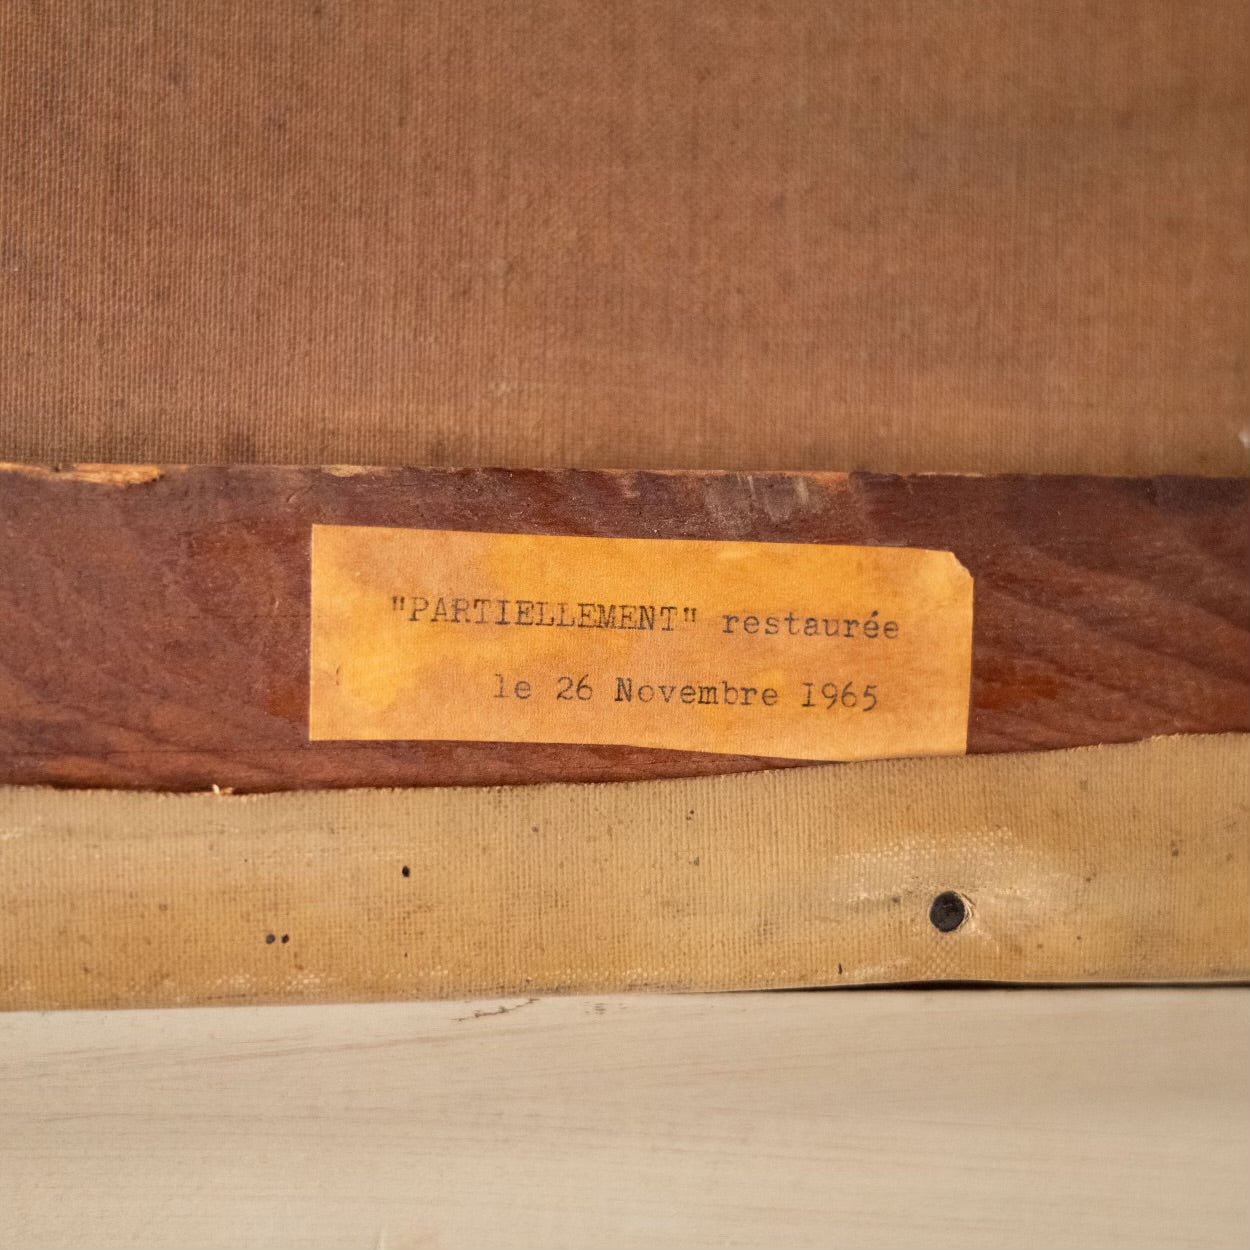 "PARTIELLEMENT" restaurée
le 26 Novembre 1965